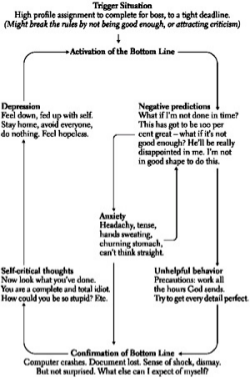 Trigger Situation
High profile assignment to complete for boss, to a tight deadline.
(Might break the rules by not being good enough, or attracting criticism)
Activation of the Bottom Line
Depression
Feel down, fed up with self.
Stay home, avoid everyone,
do nothing. Feel hopeless.
Negative predictions
What if I'm not done in time?
This has got to be 100 per
cent great – what if it's not
good enough? He'll be really
disappointed in me. I'm not
in good shape to do this.
Anxiety
Headachy, tense,
hands sweating,
churning stomach,
can't think straight.
Self-critical thoughts
Now look what you've done.
You are a complete and total idiot.
How could you be so stupid? Etc.
Unhelpful behavior
Precautions: work all
the hours God sends.
Try to get every detail perfect.
Confirmation of Bottom Line
Computer crashes. Document lost. Sense of shock, dismay.
But not surprised. What else can I expect of myself?